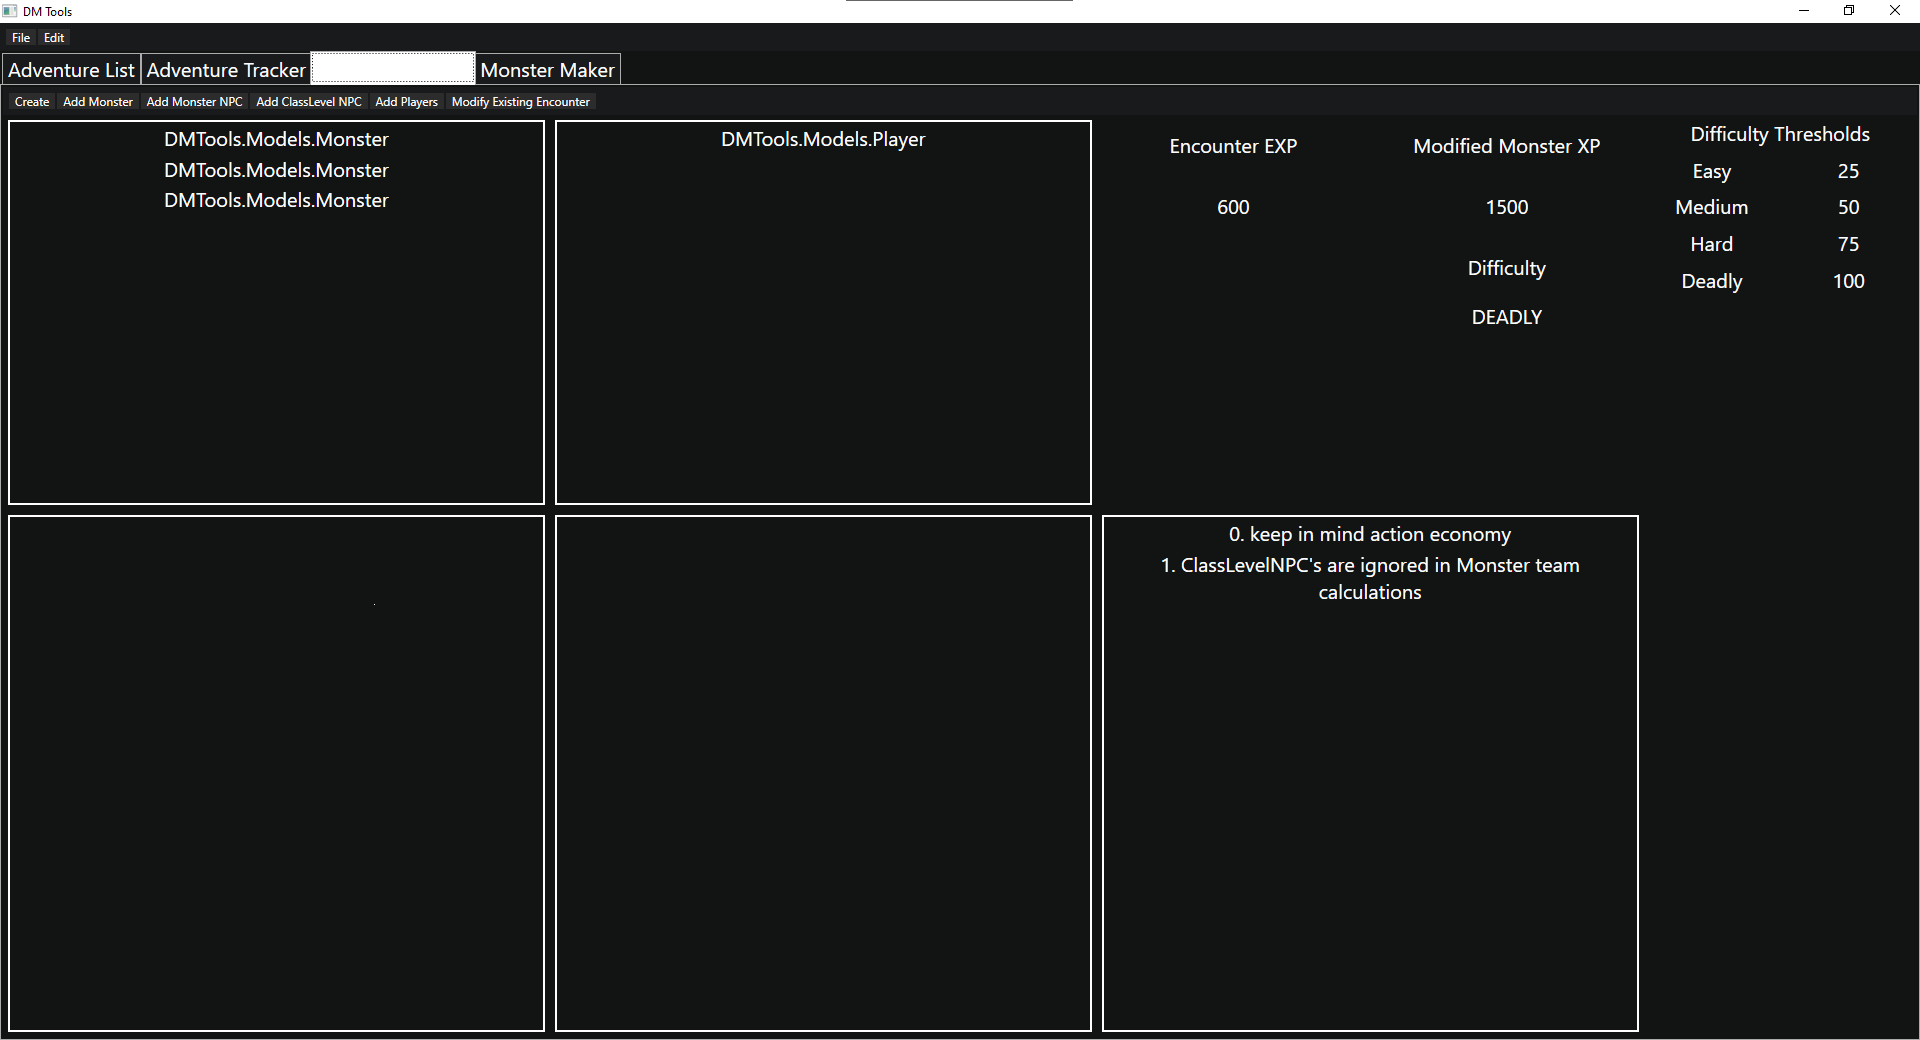 DM Tools
File Edit
Adventure List Adventure Tracker Monster Maker
Create Add Monster Add Monster NPC Add ClassLevel NPC Add Players Modify Existing Encounter
DMTools.Models.Monster
DMTools.Models.Monster
DMTools.Models.Monster
DMTools.Models.Player
Encounter EXP
600
Modified Monster XP
1500
Difficulty
DEADLY
Difficulty Thresholds
Easy 25
Medium 50
Hard 75
Deadly 100
0. keep in mind action economy
1. ClassLevelNPC's are ignored in Monster team
calculations